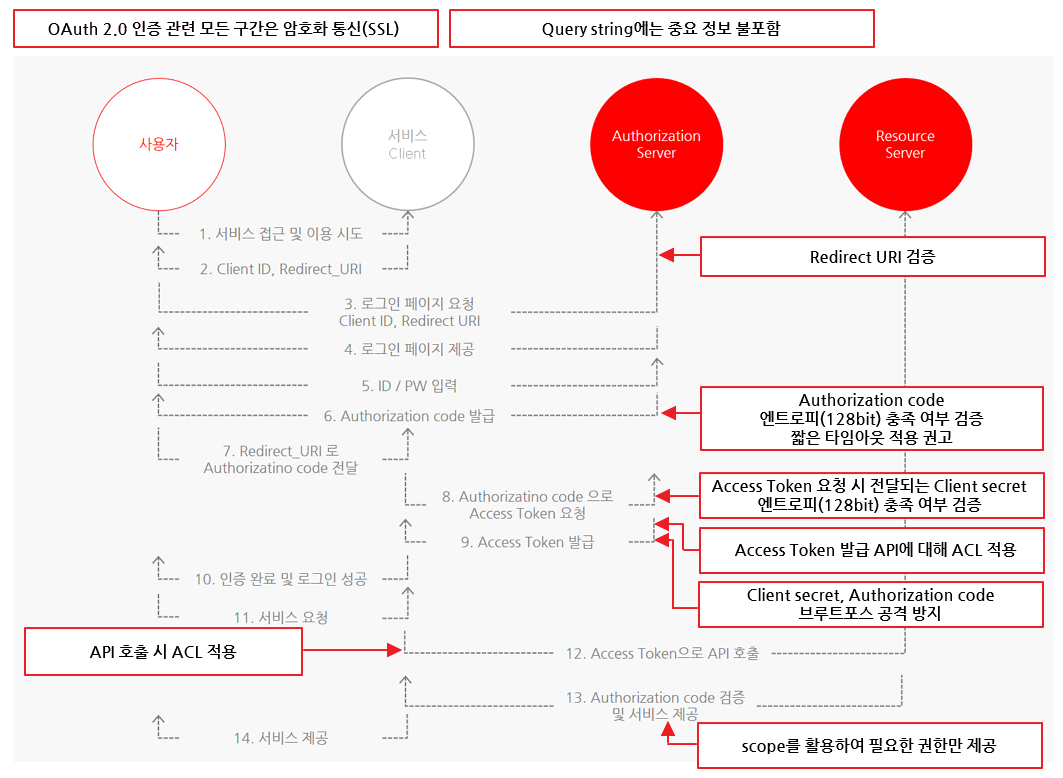 OAuth 2.0 인증 관련 모든 구간은 암호화 통신(SSL)
Query string에는 중요 정보 불포함
사용자
서비스
Client
Authorization
Server
Resource
Server
1. 서비스 접근 및 이용 시도
2. Client ID, Redirect_URI
Redirect URI 검증
3. 로그인 페이지 요청
Client ID, Redirect URI
4. 로그인 페이지 제공
5. ID / PW 입력
6. Authorization code 발급
Authorization code
엔트로피(128bit) 충족 여부 검증
짧은 타임아웃 적용 권고
7. Redirect_URI 로
Authorizatino code 전달
8. Authorizatino code 으로
Access Token 요청
Access Token 요청 시 전달되는 Client secret
엔트로피(128bit) 충족 여부 검증
9. Access Token 발급
Access Token 발급 API에 대해 ACL 적용
10. 인증 완료 및 로그인 성공
Client secret, Authorization code
브루트포스 공격 방지
11. 서비스 요청
API 호출 시 ACL 적용
12. Access Token으로 API 호출
13. Authorization code 검증
및 서비스 제공
14. 서비스 제공
scope를 활용하여 필요한 권한만 제공